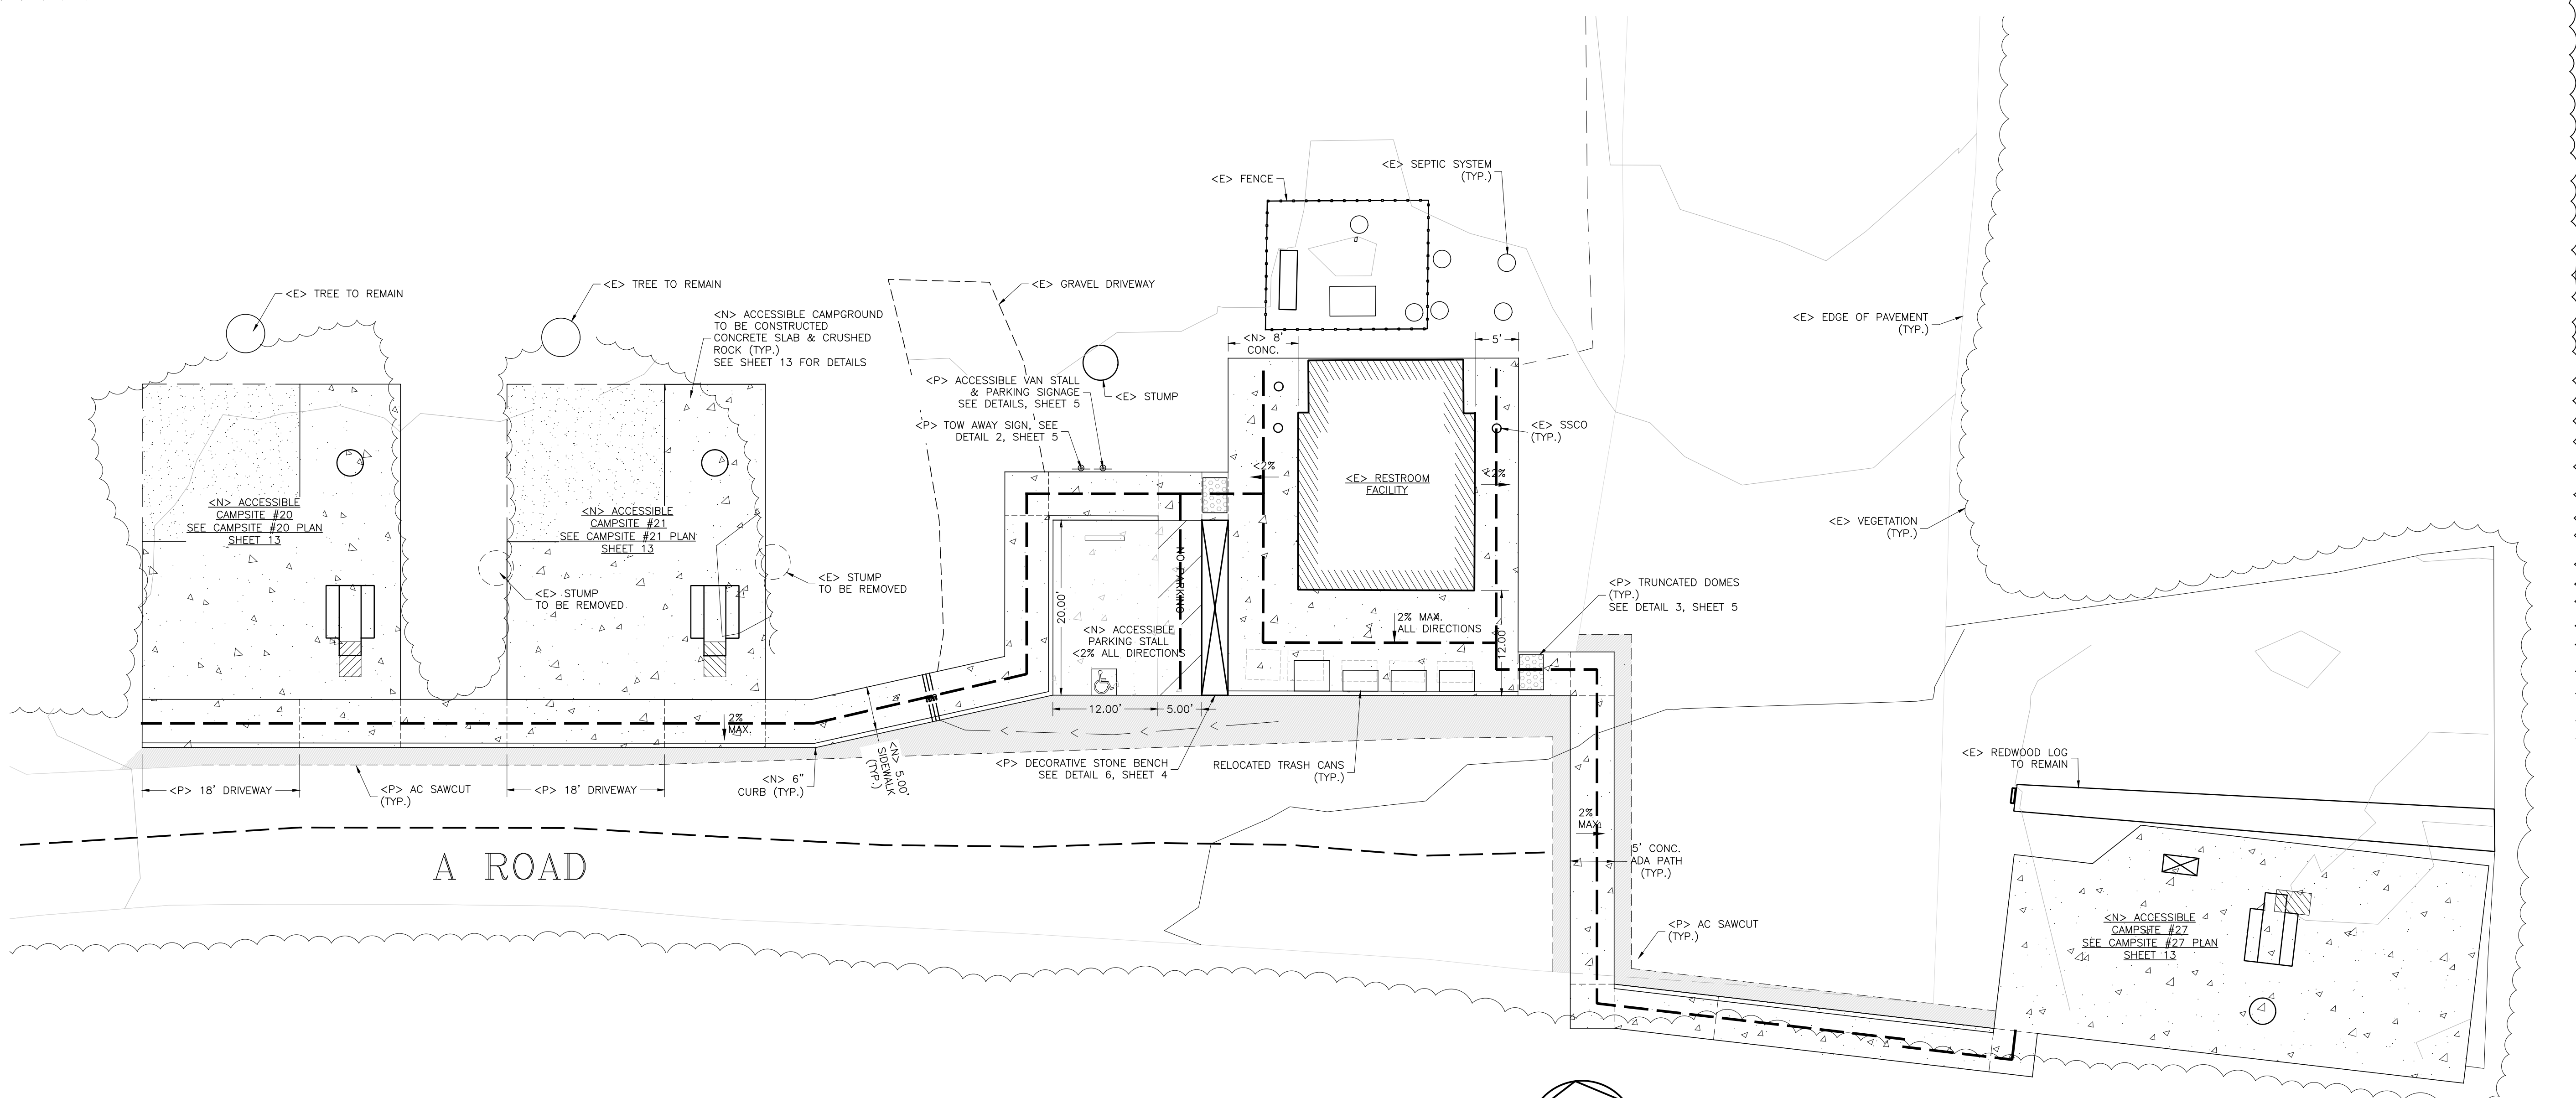 <E> SEPTIC SYSTEM
(TYP.)
<E> FENCE
<E> TREE TO REMAIN
<E> TREE TO REMAIN
<E> GRAVEL DRIVEWAY
<N> ACCESSIBLE CAMPGROUND
TO BE CONSTRUCTED
CONCRETE SLAB & CRUSHED
ROCK (TYP.)
SEE SHEET 13 FOR DETAILS
<E> EDGE OF PAVEMENT
(TYP.)
<N> 8'
CONC.
5'
<P> ACCESSIBLE VAN STALL
& PARKING SIGNAGE
SEE DETAILS, SHEET 5
<E> STUMP
<P> TOW AWAY SIGN, SEE
DETAIL 2, SHEET 5
<E> SSCO
(TYP.)
<2%
<2%
<E> RESTROOM
FACILITY
<N> ACCESSIBLE
CAMPSITE #20
SEE CAMPSITE #20 PLAN
SHEET 13
<N> ACCESSIBLE
CAMPSITE #21
SEE CAMPSITE #21 PLAN
SHEET 13
<E> VEGETATION
(TYP.)
<E> STUMP
TO BE REMOVED
<E> STUMP
TO BE REMOVED
20.00'
NO PARKING
<P> TRUNCATED DOMES
(TYP.)
SEE DETAIL 3, SHEET 5
<N> ACCESSIBLE
PARKING STALL
<2% ALL DIRECTIONS
2% MAX.
ALL DIRECTIONS
12.00'
12.00'
5.00'
2%
MAX.
<N> 5.00'
SIDEWALK
(TYP.)
<P> DECORATIVE STONE BENCH
SEE DETAIL 6, SHEET 4
RELOCATED TRASH CANS
(TYP.)
<E> REDWOOD LOG
TO REMAIN
<P> 18' DRIVEWAY
<P> AC SAWCUT
(TYP.)
<P> 18' DRIVEWAY
<N> 6"
CURB (TYP.)
2%
MAX.
A ROAD
5' CONC.
ADA PATH
(TYP.)
<P> AC SAWCUT
(TYP.)
<N> ACCESSIBLE
CAMPSITE #27
SEE CAMPSITE #27 PLAN
SHEET 13